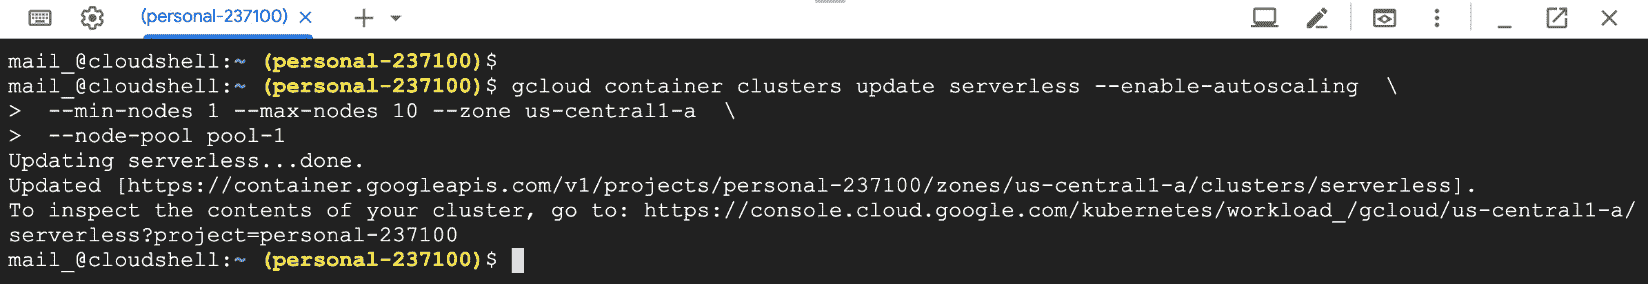 (personal-237100)
mail_@cloudshell:~ (personal-237100)$
mail_@cloudshell:~ (personal-237100)$ gcloud container clusters update serverless --enable-autoscaling  \
>  --min-nodes 1 --max-nodes 10 --zone us-central1-a  \
>  --node-pool pool-1
Updating serverless...done.
Updated [https://container.googleapis.com/v1/projects/personal-237100/zones/us-central1-a/clusters/serverless].
To inspect the contents of your cluster, go to: https://console.cloud.google.com/kubernetes/workload_/gcloud/us-central1-a/
serverless?project=personal-237100
mail_@cloudshell:~ (personal-237100)$